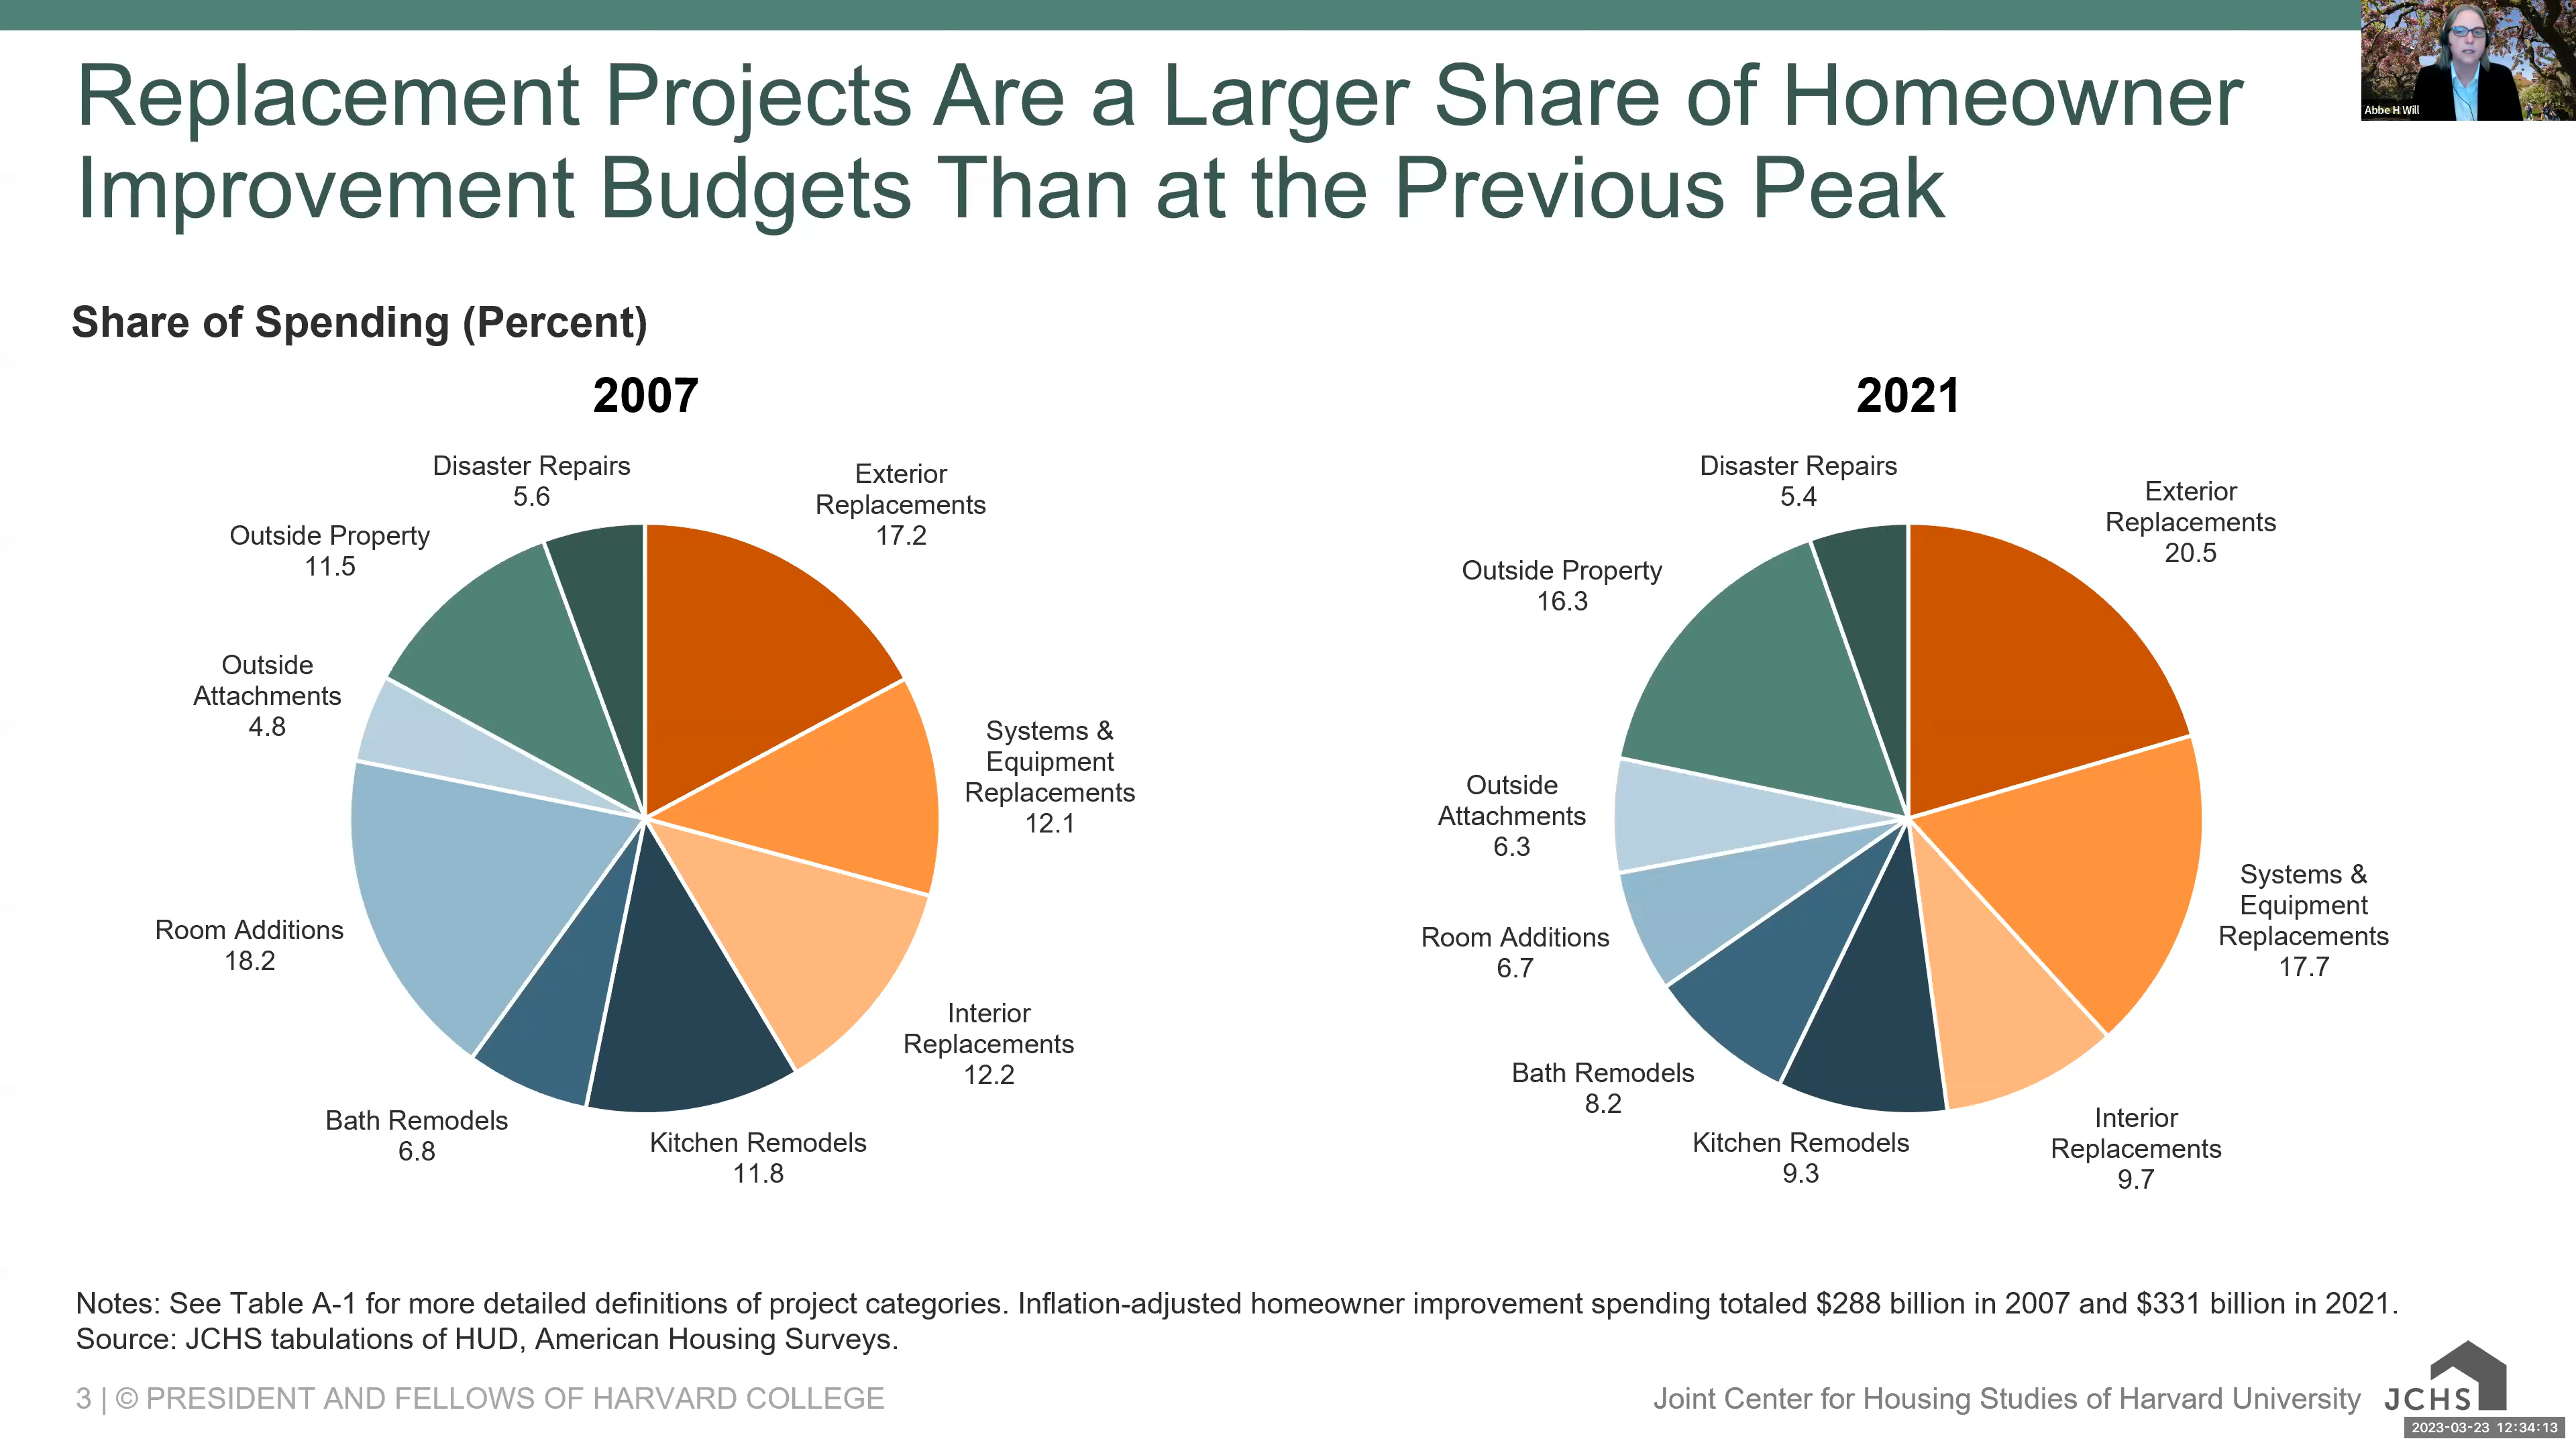 Abbe H Will
Replacement Projects Are a Larger Share of Homeowner
Improvement Budgets Than at the Previous Peak
Share of Spending (Percent)
2007
Disaster Repairs
5.6
Exterior
Replacements
17.2
Outside Property
11.5
Outside
Attachments
4.8
Systems &
Equipment
Replacements
12.1
Room Additions
18.2
Interior
Replacements
12.2
Bath Remodels
6.8
Kitchen Remodels
11.8
2021
Disaster Repairs
5.4
Exterior
Replacements
20.5
Outside Property
16.3
Outside
Attachments
6.3
Systems &
Equipment
Replacements
17.7
Room Additions
6.7
Bath Remodels
8.2
Kitchen Remodels
9.3
Interior
Replacements
9.7
Notes: See Table A-1 for more detailed definitions of project categories. Inflation-adjusted homeowner improvement spending totaled $288 billion in 2007 and $331 billion in 2021.
Source: JCHS tabulations of HUD, American Housing Surveys.
3 | © PRESIDENT AND FELLOWS OF HARVARD COLLEGE
Joint Center for Housing Studies of Harvard University
JCHS
2023-03-23 12:34:13